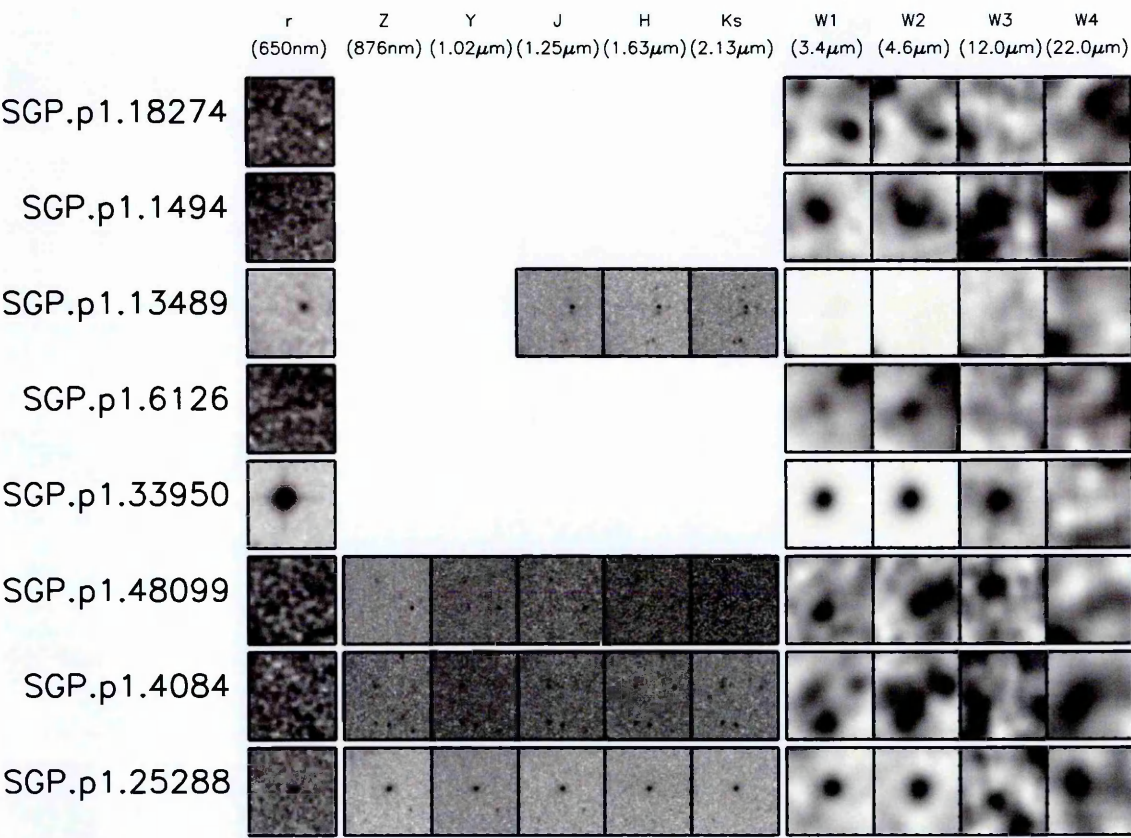 r Z Y J H Ks W1 W2 W3 W4
(650nm) (876nm) (1.02μm) (1.25μm) (1.63μm) (2.13μm) (3.4μm) (4.6μm) (12.0μm) (22.0μm)
SGP.p1.18274
SGP.p1.1494
SGP.p1.13489
SGP.p1.6126
SGP.p1.33950
SGP.p1.48099
SGP.p1.4084
SGP.p1.25288